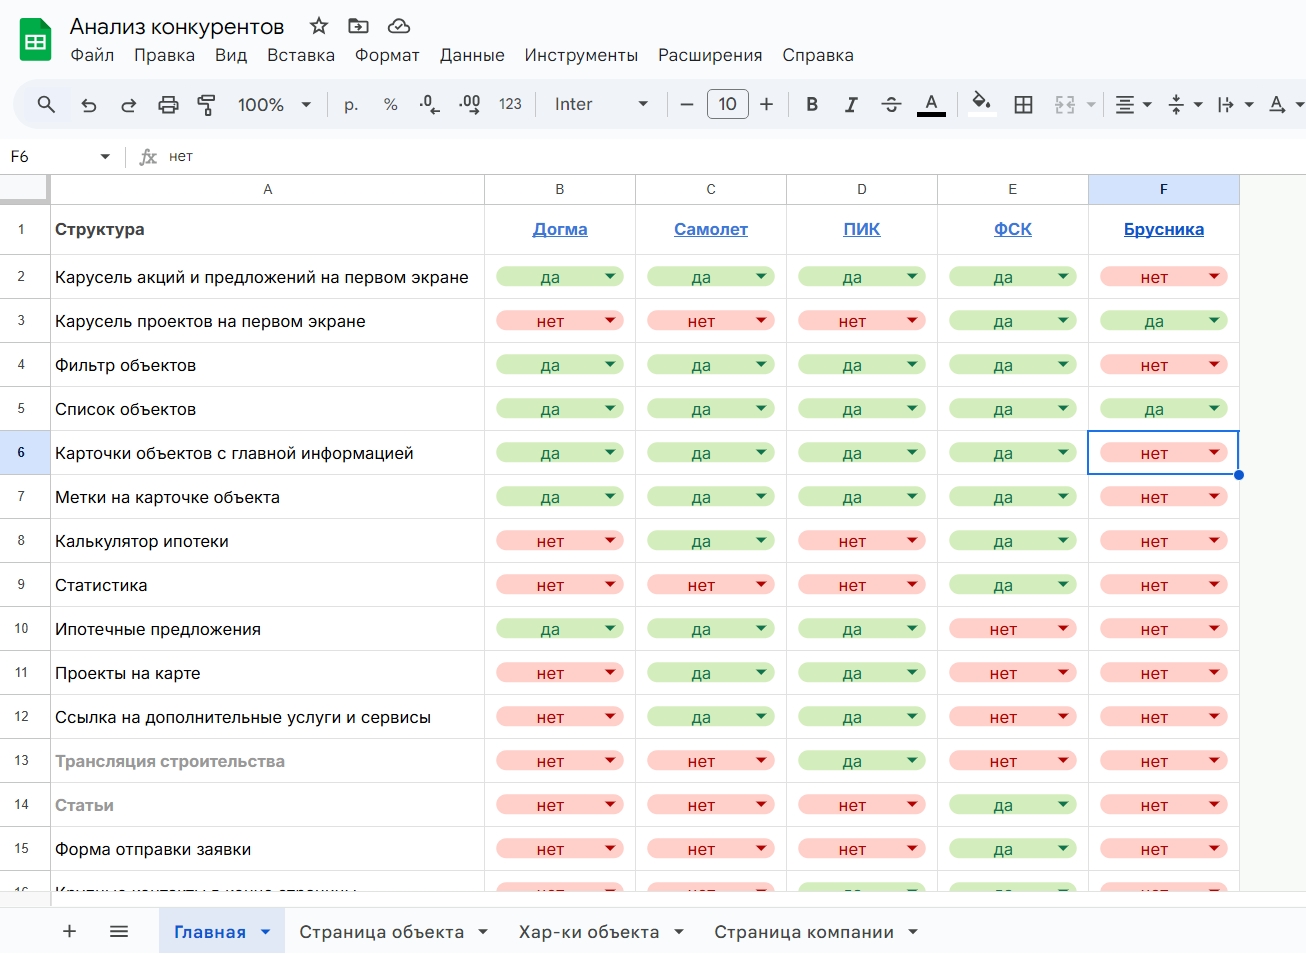 Анализ конкурентов
Файл Правка Вид Вставка Формат Данные Инструменты Расширения Справка
100% р. % .0 .00 123 Inter 10 B I A A
F6 fx нет
A B C D E F
1 Структура Догма Самолет ПИК ФСК Брусника
2 Карусель акций и предложений на первом экране да да да да нет
3 Карусель проектов на первом экране нет нет нет да да
4 Фильтр объектов да да да да нет
5 Список объектов да да да да да
6 Карточки объектов с главной информацией да да да да нет
7 Метки на карточке объекта да да да да нет
8 Калькулятор ипотеки нет да нет да нет
9 Статистика нет нет нет да нет
10 Ипотечные предложения да да да нет нет
11 Проекты на карте нет да да нет нет
12 Ссылка на дополнительные услуги и сервисы нет да да нет нет
13 Трансляция строительства нет нет да нет нет
14 Статьи нет нет нет да нет
15 Форма отправки заявки нет нет нет да нет
Главная Страница объекта Хар-ки объекта Страница компании